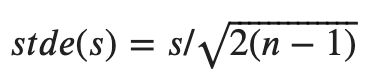 stde(s) = s/√2(n − 1)